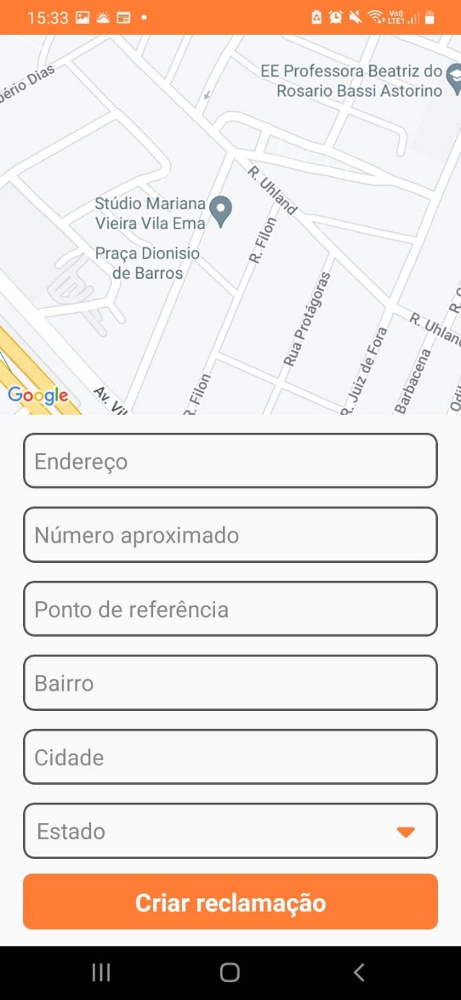 15:33
Vo))
LTE1
EE Professora Beatriz do
Rosario Bassi Astorino
ério Dias
R. Uhland
Stúdio Mariana
Vieira Vila Ema
R. Filon
Praça Dionisio
de Barros
Rua Protágoras
R. Uhland
R. Juiz de Fora
Barbacena
R. Filon
Av. Vil
Google
Endereço
Número aproximado
Ponto de referência
Bairro
Cidade
Estado
Criar reclamação